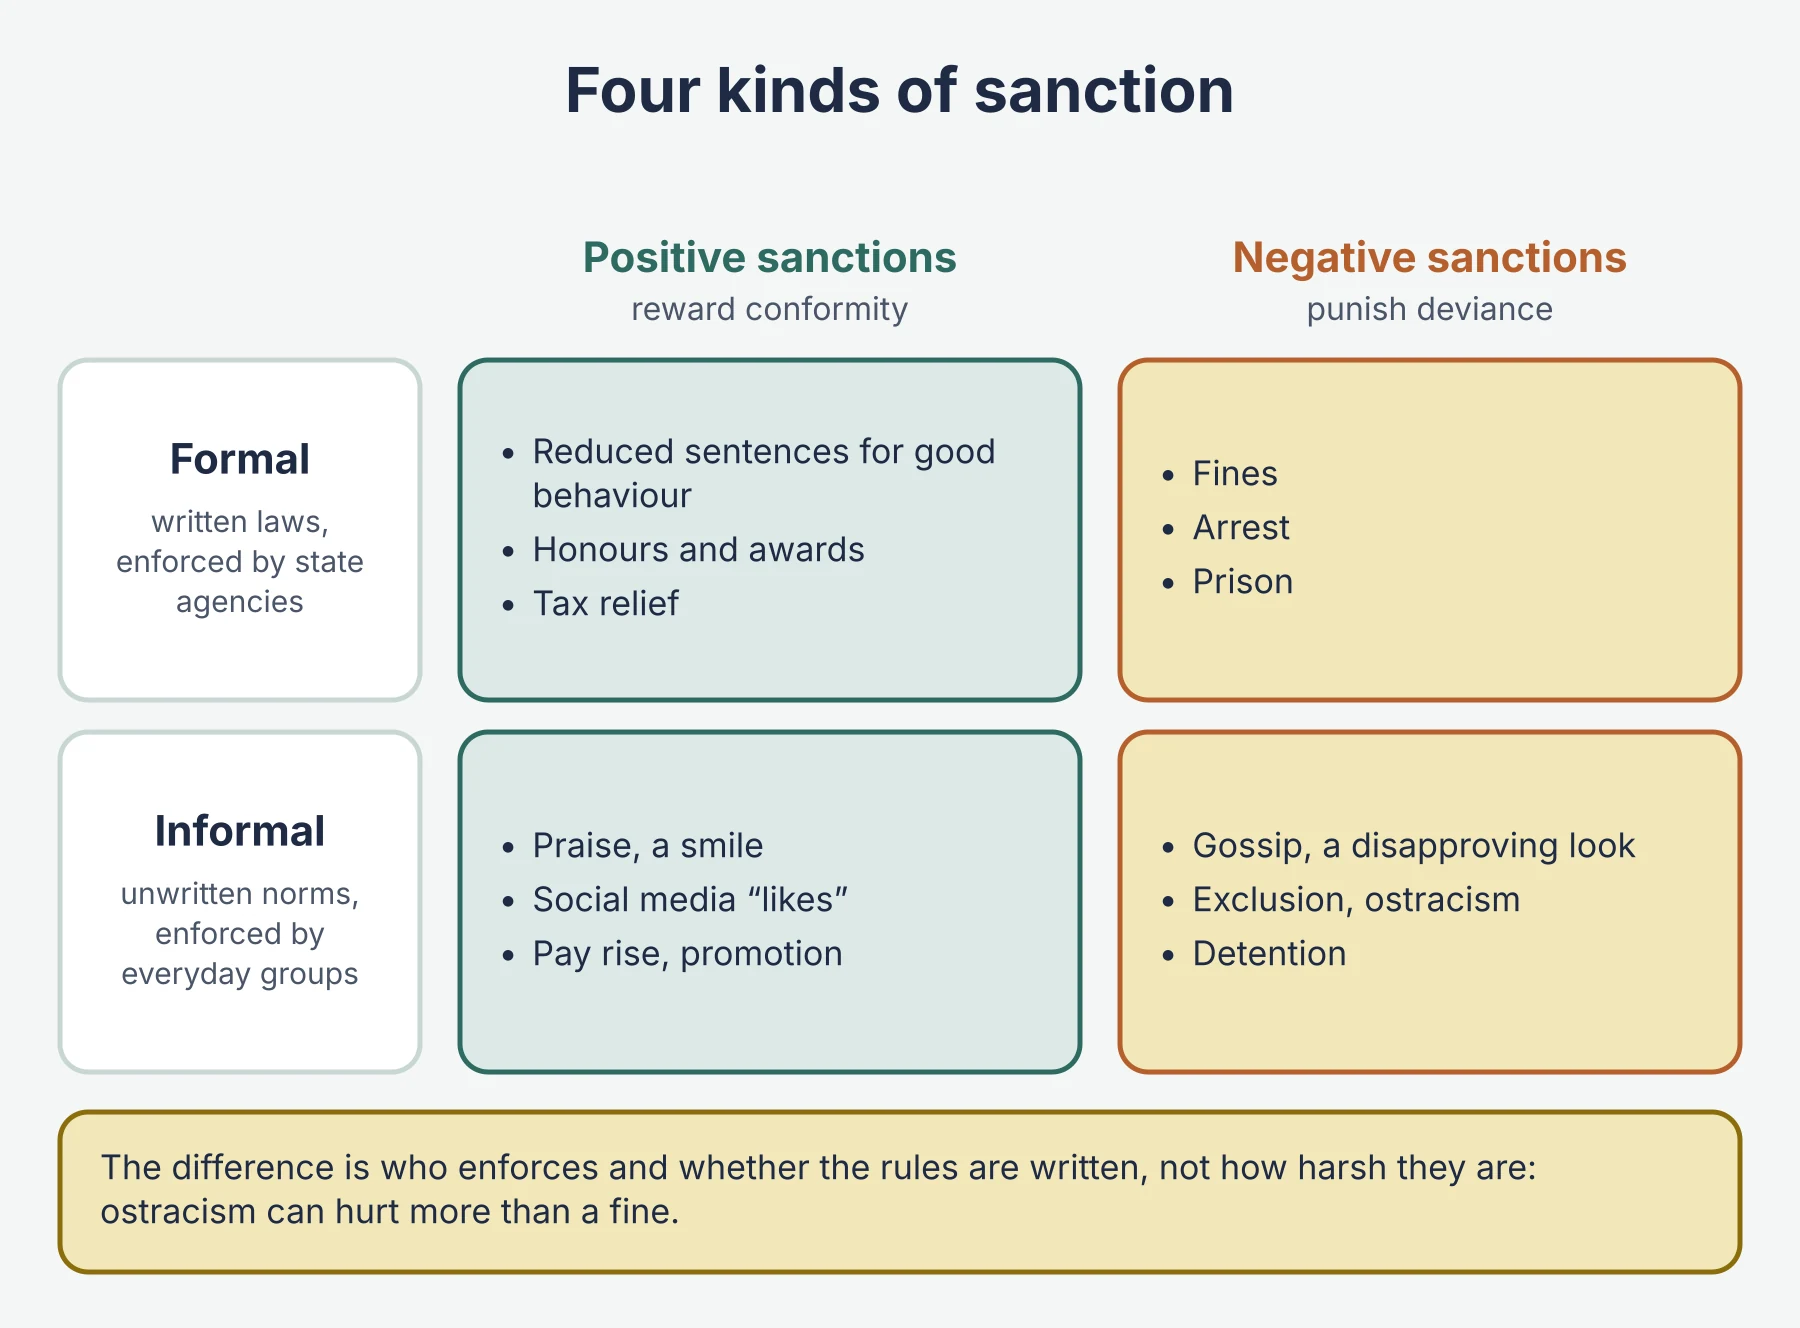 Four kinds of sanction
Positive sanctions
reward conformity
Negative sanctions
punish deviance
Formal
written laws,
enforced by state
agencies
• Reduced sentences for good
behaviour
• Honours and awards
• Tax relief
• Fines
• Arrest
• Prison
Informal
unwritten norms,
enforced by
everyday groups
• Praise, a smile
• Social media “likes”
• Pay rise, promotion
• Gossip, a disapproving look
• Exclusion, ostracism
• Detention
The difference is who enforces and whether the rules are written, not how harsh they are:
ostracism can hurt more than a fine.